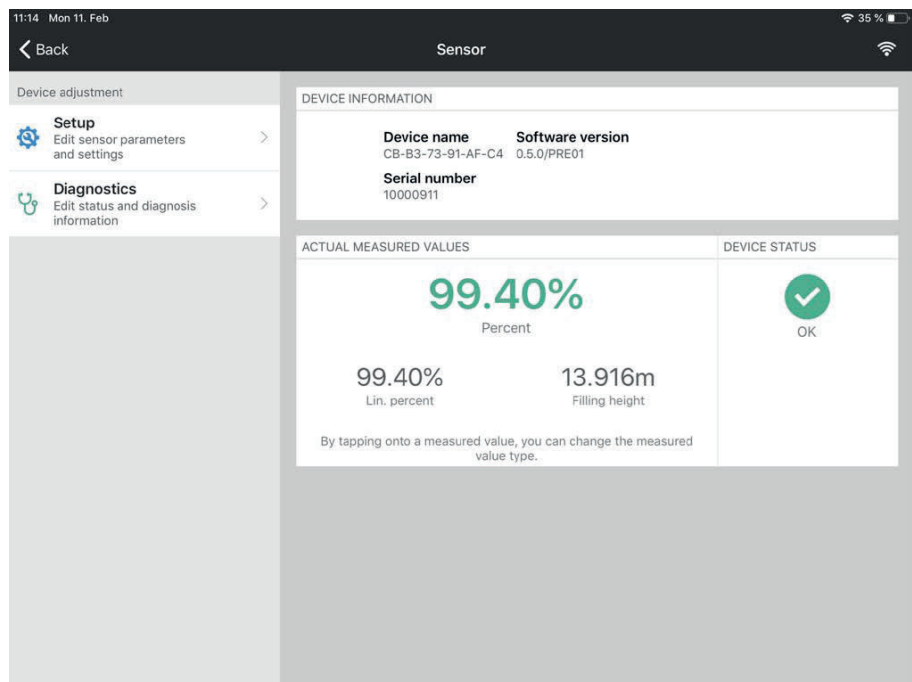 11:14 Mon 11. Feb
35 %
Back
Sensor
Device adjustment
Setup
Edit sensor parameters
and settings
Diagnostics
Edit status and diagnosis
information
DEVICE INFORMATION
Device name Software version
CB-B3-73-91-AF-C4 0.5.0/PRE01
Serial number
10000911
ACTUAL MEASURED VALUES
99.40%
Percent
99.40% 13.916m
Lin. percent Filling height
By tapping onto a measured value, you can change the measured
value type.
DEVICE STATUS
OK